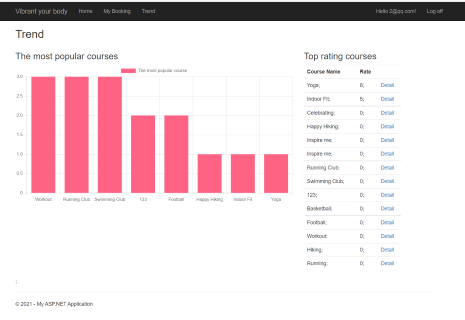 Vibrant your body Home My Booking Trend Hello 2@qq.com! Log off
Trend
The most popular courses
The most popular course
3.0
2.5
2.0
1.5
1.0
0.5
0
Workout Running Club Swimming Club 123 Football Happy Hiking Indoor Fit Yoga
Top rating courses
Course Name Rate
Yoga; 6; Detail
Indoor Fit; 5; Detail
Celebrating; 0; Detail
Happy Hiking; 0; Detail
Inspire me; 0; Detail
Inspire me; 0; Detail
Running Club; 0; Detail
Swimming Club; 0; Detail
123; 0; Detail
Basketball; 0; Detail
Football; 0; Detail
Workout; 0; Detail
Hiking; 0; Detail
Running; 0; Detail
;
© 2021 - My ASP.NET Application